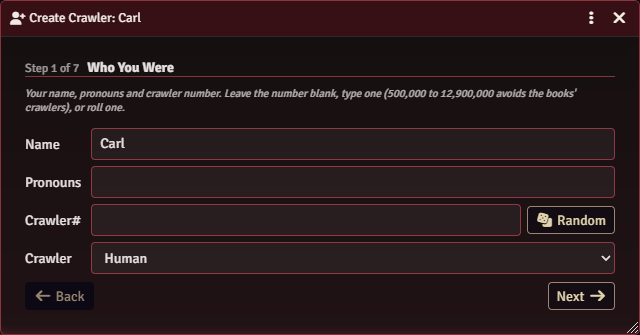 Create Crawler: Carl
Step 1 of 7 Who You Were
Your name, pronouns and crawler number. Leave the number blank, type one (500,000 to 12,900,000 avoids the books'
crawlers), or roll one.
Name Carl
Pronouns
Crawler# Random
Crawler Human
Back Next